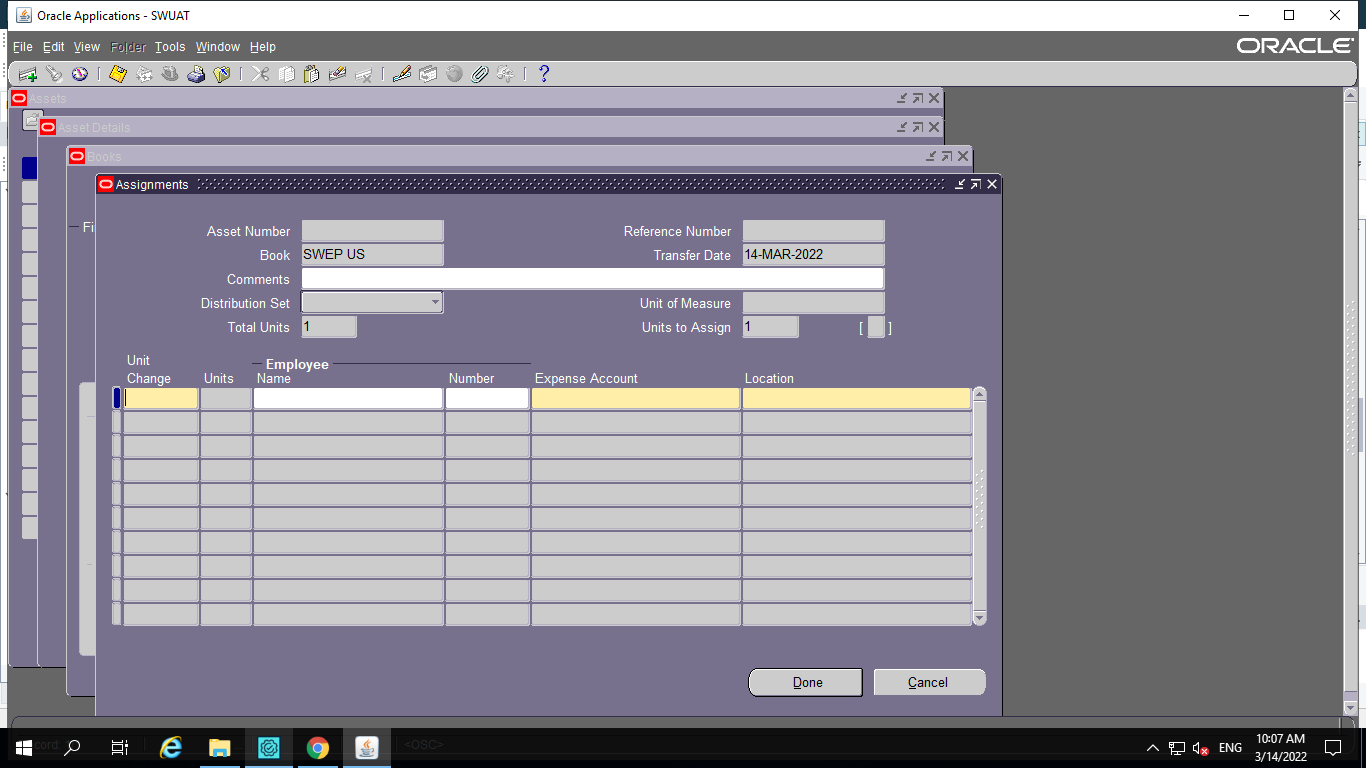 Oracle Applications - SWUAT
File Edit View Folder Tools Window Help
ORACLE
Assets
Asset Details
Books
Assignments
Fi
Asset Number
Reference Number
Book SWEP US
Transfer Date 14-MAR-2022
Comments
Distribution Set
Unit of Measure
Total Units 1
Units to Assign 1 [ ]
Unit
Employee
Change Units Name Number Expense Account Location
Done Cancel
<OSC>
ENG
10:07 AM
3/14/2022